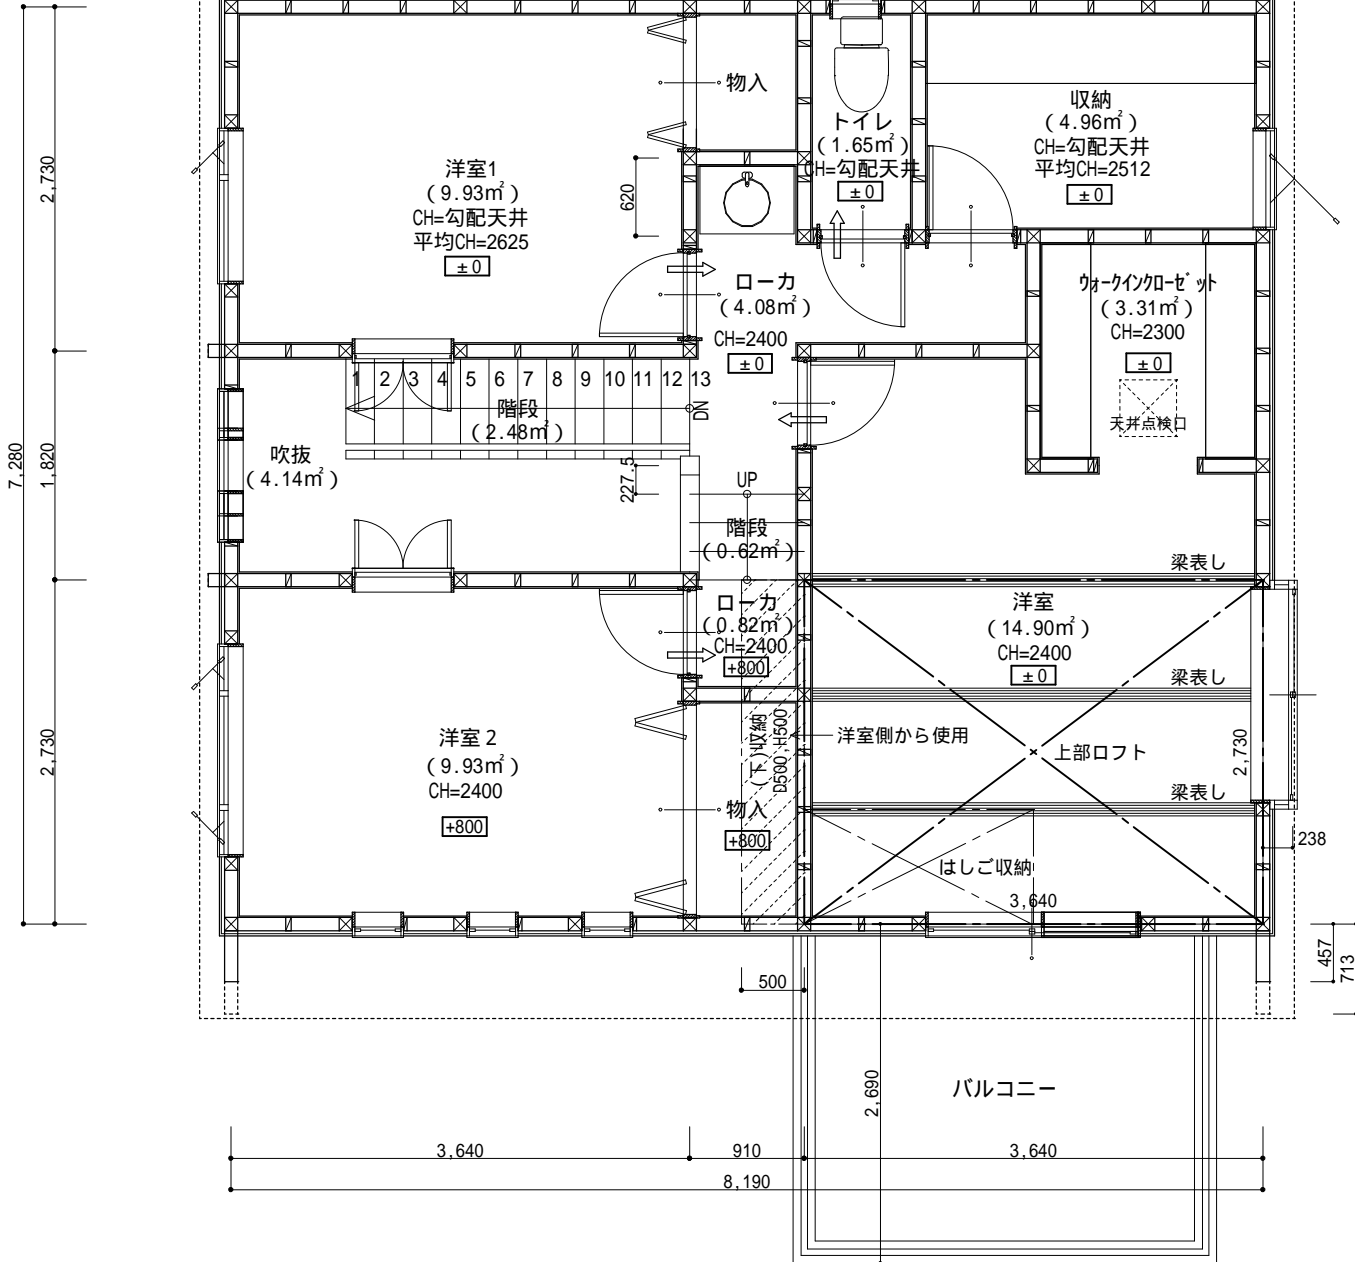 物入
トイレ
(1.65㎡)
CH=勾配天井
±0
収納
(4.96㎡)
CH=勾配天井
平均CH=2512
±0
洋室1
(9.93㎡)
CH=勾配天井
平均CH=2625
±0
620
2,730
ローカ
(4.08㎡)
CH=2400
±0
ウォークインクローゼット
(3.31㎡)
CH=2300
±0
天井点検口
1 2 3 4 5 6 7 8 9 10 11 12 13
階段
(2.48㎡)
DN
吹抜
(4.14㎡)
227.5
UP
階段
(0.62㎡)
7,280
1,820
梁表し
ローカ
(0.82㎡)
CH=2400
+800
洋室
(14.90㎡)
CH=2400
±0
梁表し
洋室2
(9.93㎡)
CH=2400
+800
(下)収納
D500,H500
洋室側から使用
上部ロフト
2,730
2,730
梁表し
物入
+800
はしご収納
3,640
238
457
713
500
バルコニー
2,690
3,640
910
3,640
8,190